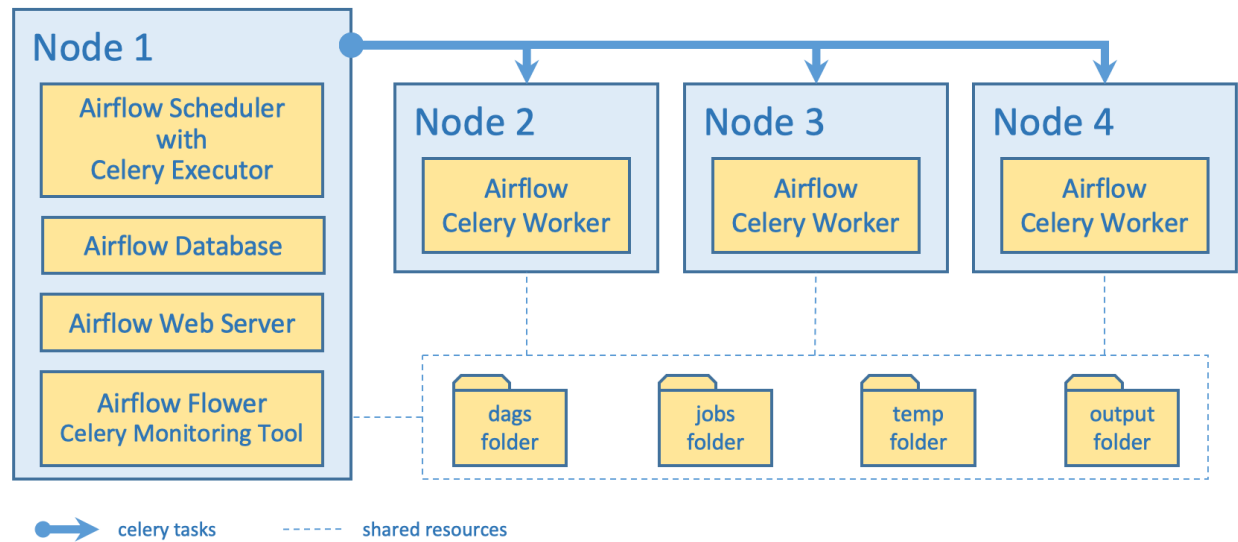 Node 1
Airflow Scheduler
with
Celery Executor
Airflow Database
Airflow Web Server
Airflow Flower
Celery Monitoring Tool
Node 2
Airflow
Celery Worker
Node 3
Airflow
Celery Worker
Node 4
Airflow
Celery Worker
dags
folder
jobs
folder
temp
folder
output
folder
celery tasks
shared resources